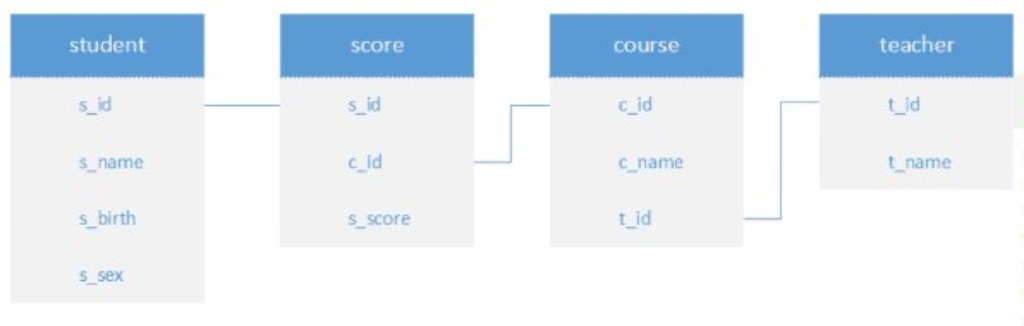 student
s_id
s_name
s_birth
s_sex
score
s_id
c_id
s_score
course
c_id
c_name
t_id
teacher
t_id
t_name